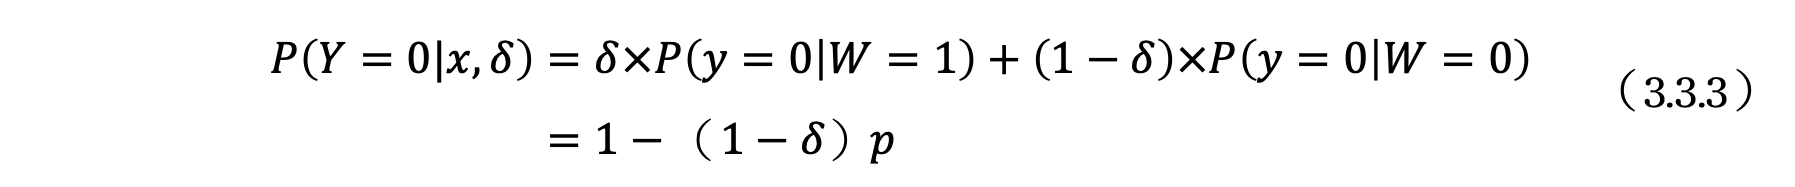 P(Y = 0|x, δ) = δ×P(y = 0|W = 1) + (1 − δ)×P(y = 0|W = 0)
= 1 − （1 − δ）p
（3.3.3）